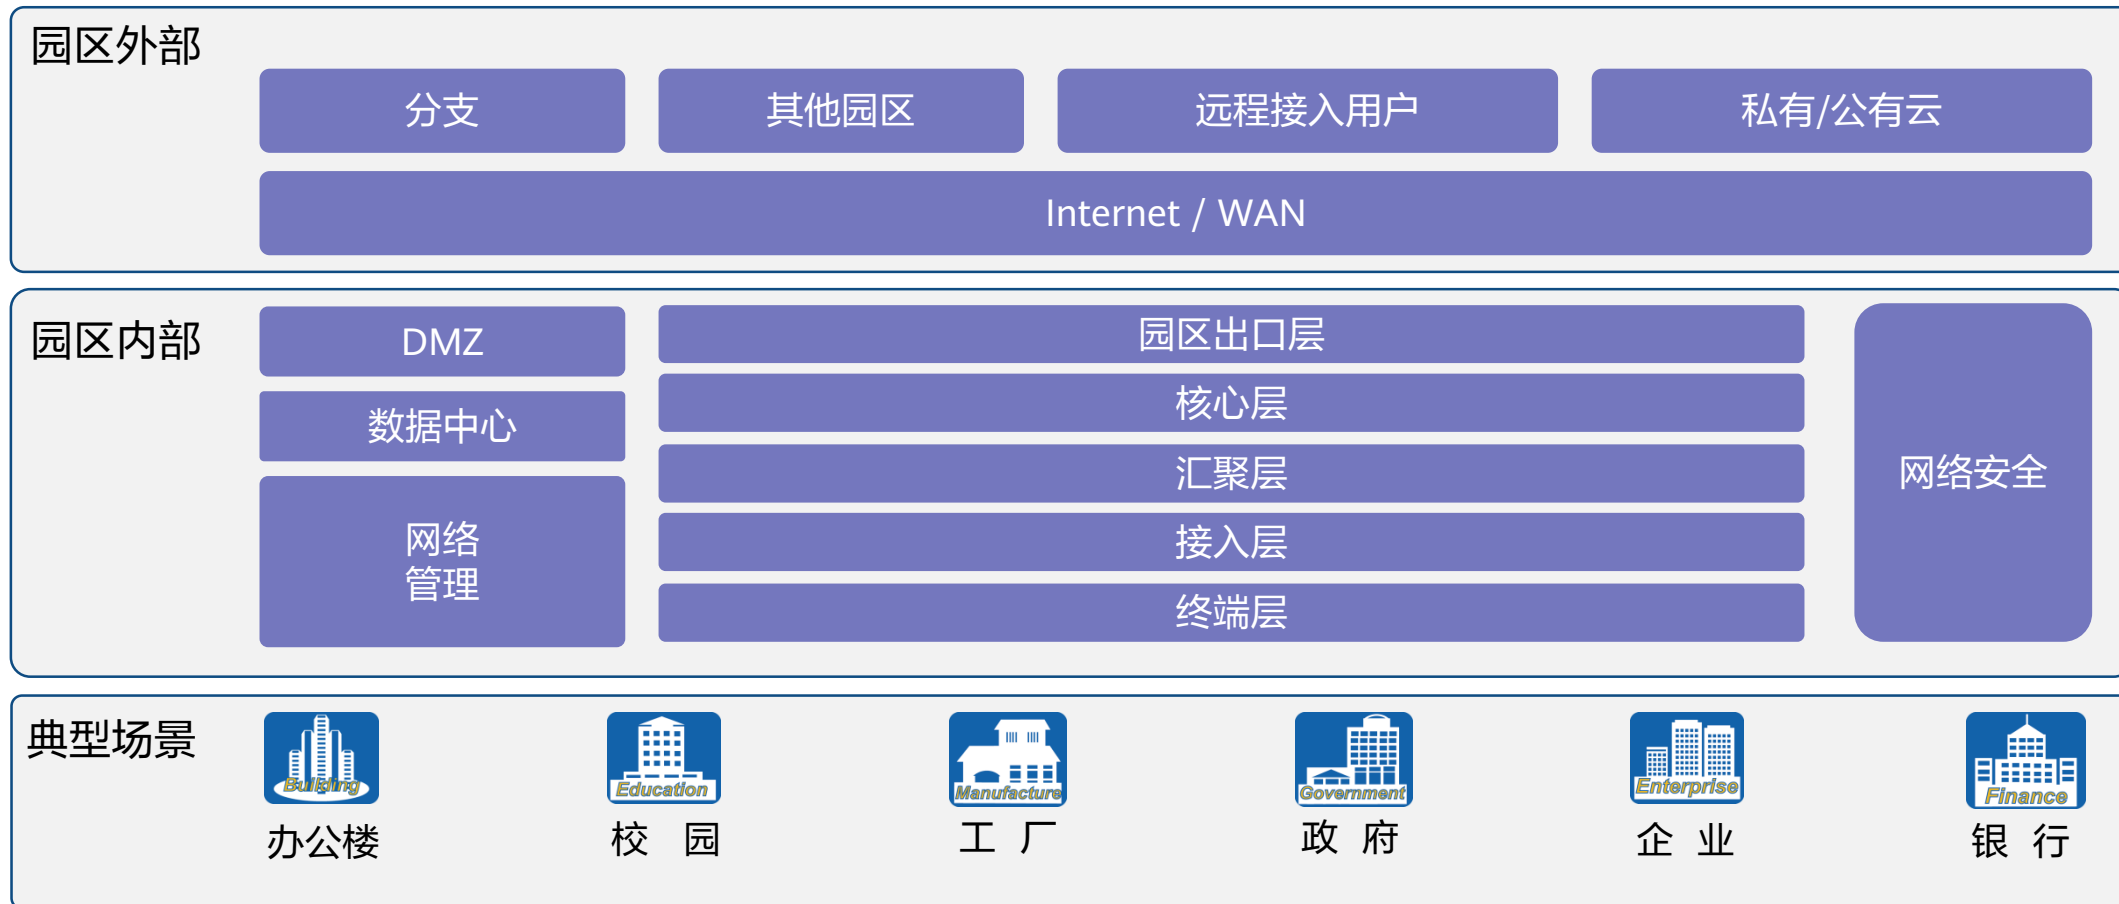 园区外部
分支
其他园区
远程接入用户
私有/公有云
Internet / WAN
园区内部
DMZ
数据中心
网络
管理
园区出口层
核心层
汇聚层
接入层
终端层
网络安全
典型场景
Building
Education
Manufacture
Government
Enterprise
Finance
办公楼
校 园
工 厂
政 府
企 业
银 行